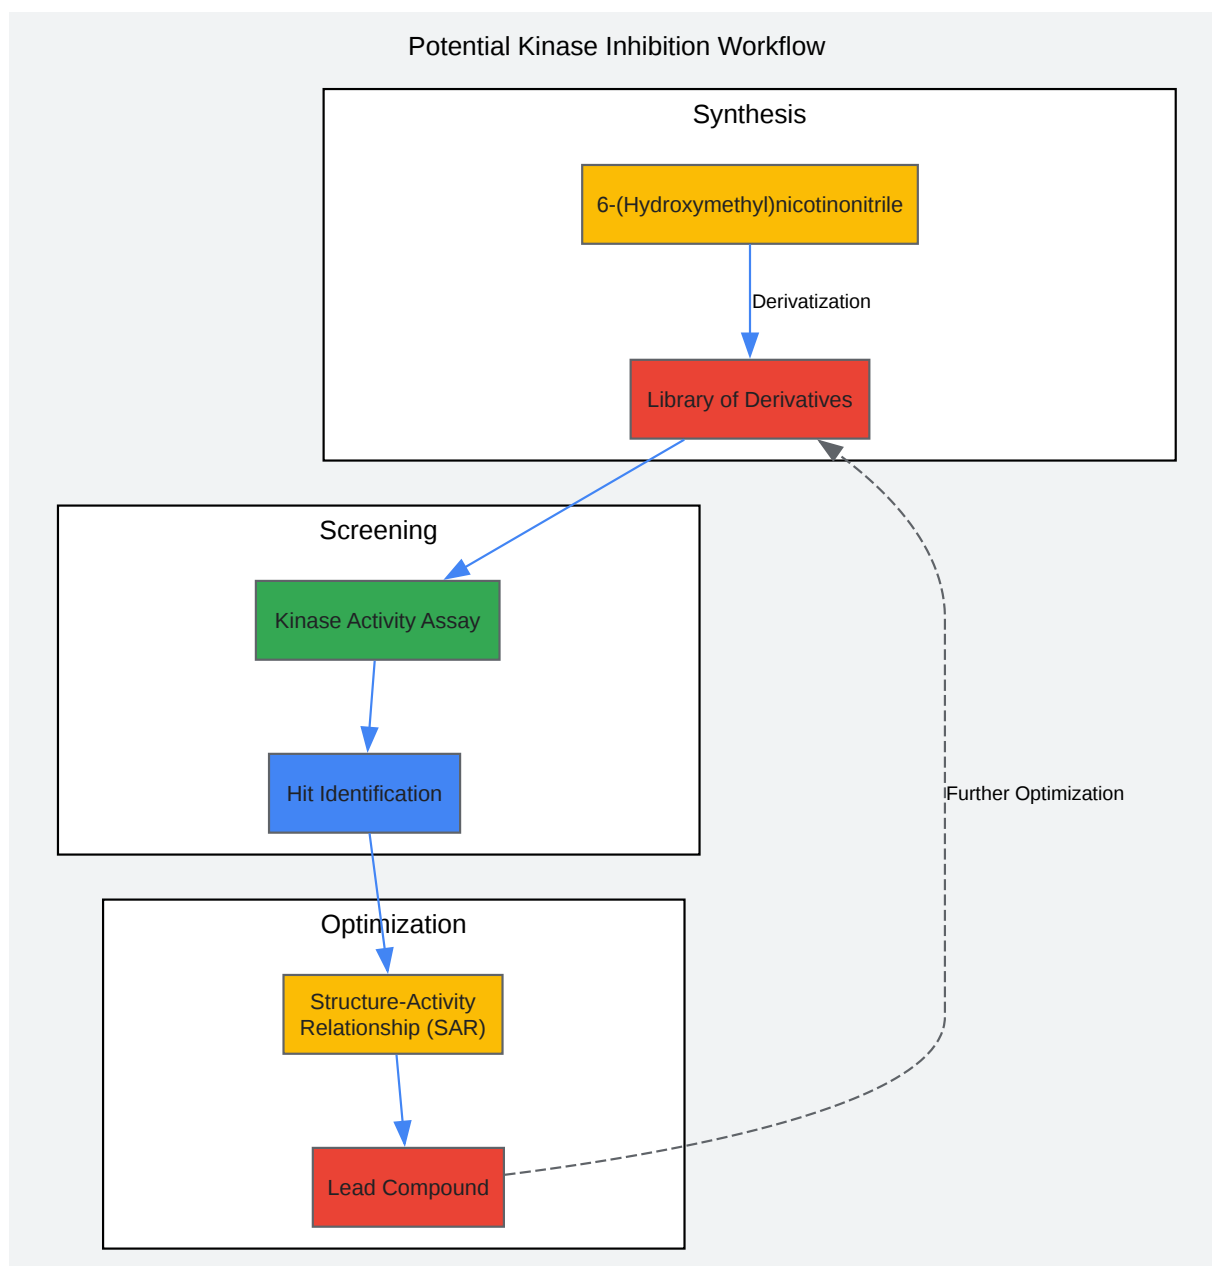 Potential Kinase Inhibition Workflow
Synthesis
6-(Hydroxymethyl)nicotinonitrile
Derivatization
Library of Derivatives
Screening
Kinase Activity Assay
Hit Identification
Further Optimization
Optimization
Structure-Activity
Relationship (SAR)
Lead Compound